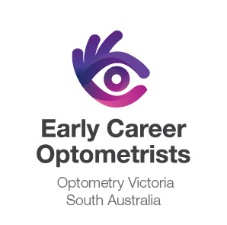 Early Career
Optometrists
Optometry Victoria
South Australia